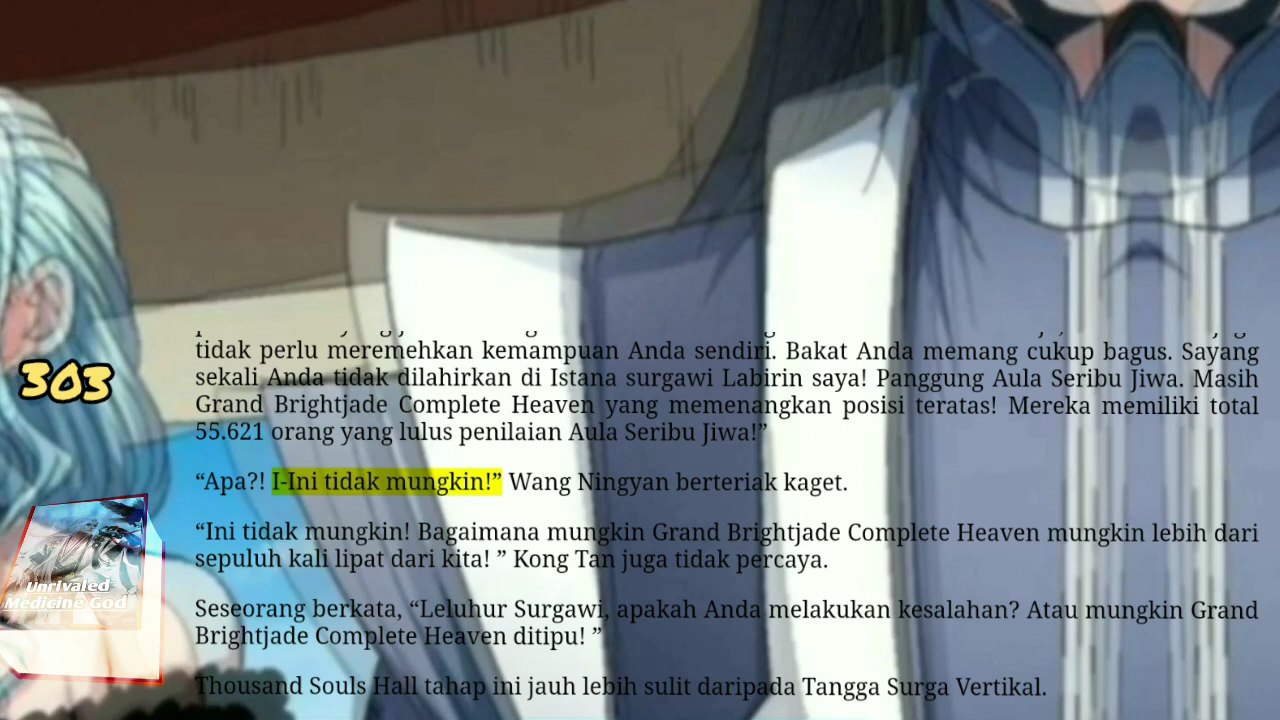 tidak perlu meremehkan kemampuan Anda sendiri. Bakat Anda memang cukup bagus. Sayang
sekali Anda tidak dilahirkan di Istana surgawi Labirin saya! Panggung Aula Seribu Jiwa. Masih
Grand Brightjade Complete Heaven yang memenangkan posisi teratas! Mereka memiliki total
55.621 orang yang lulus penilaian Aula Seribu Jiwa!”
“Apa?! I-Ini tidak mungkin!” Wang Ningyan berteriak kaget.
“Ini tidak mungkin! Bagaimana mungkin Grand Brightjade Complete Heaven mungkin lebih dari
sepuluh kali lipat dari kita! ” Kong Tan juga tidak percaya.
Seseorang berkata, “Leluhur Surgawi, apakah Anda melakukan kesalahan? Atau mungkin Grand
Brightjade Complete Heaven ditipu! ”
Thousand Souls Hall tahap ini jauh lebih sulit daripada Tangga Surga Vertikal.
303
Unrivaled
Medicine God